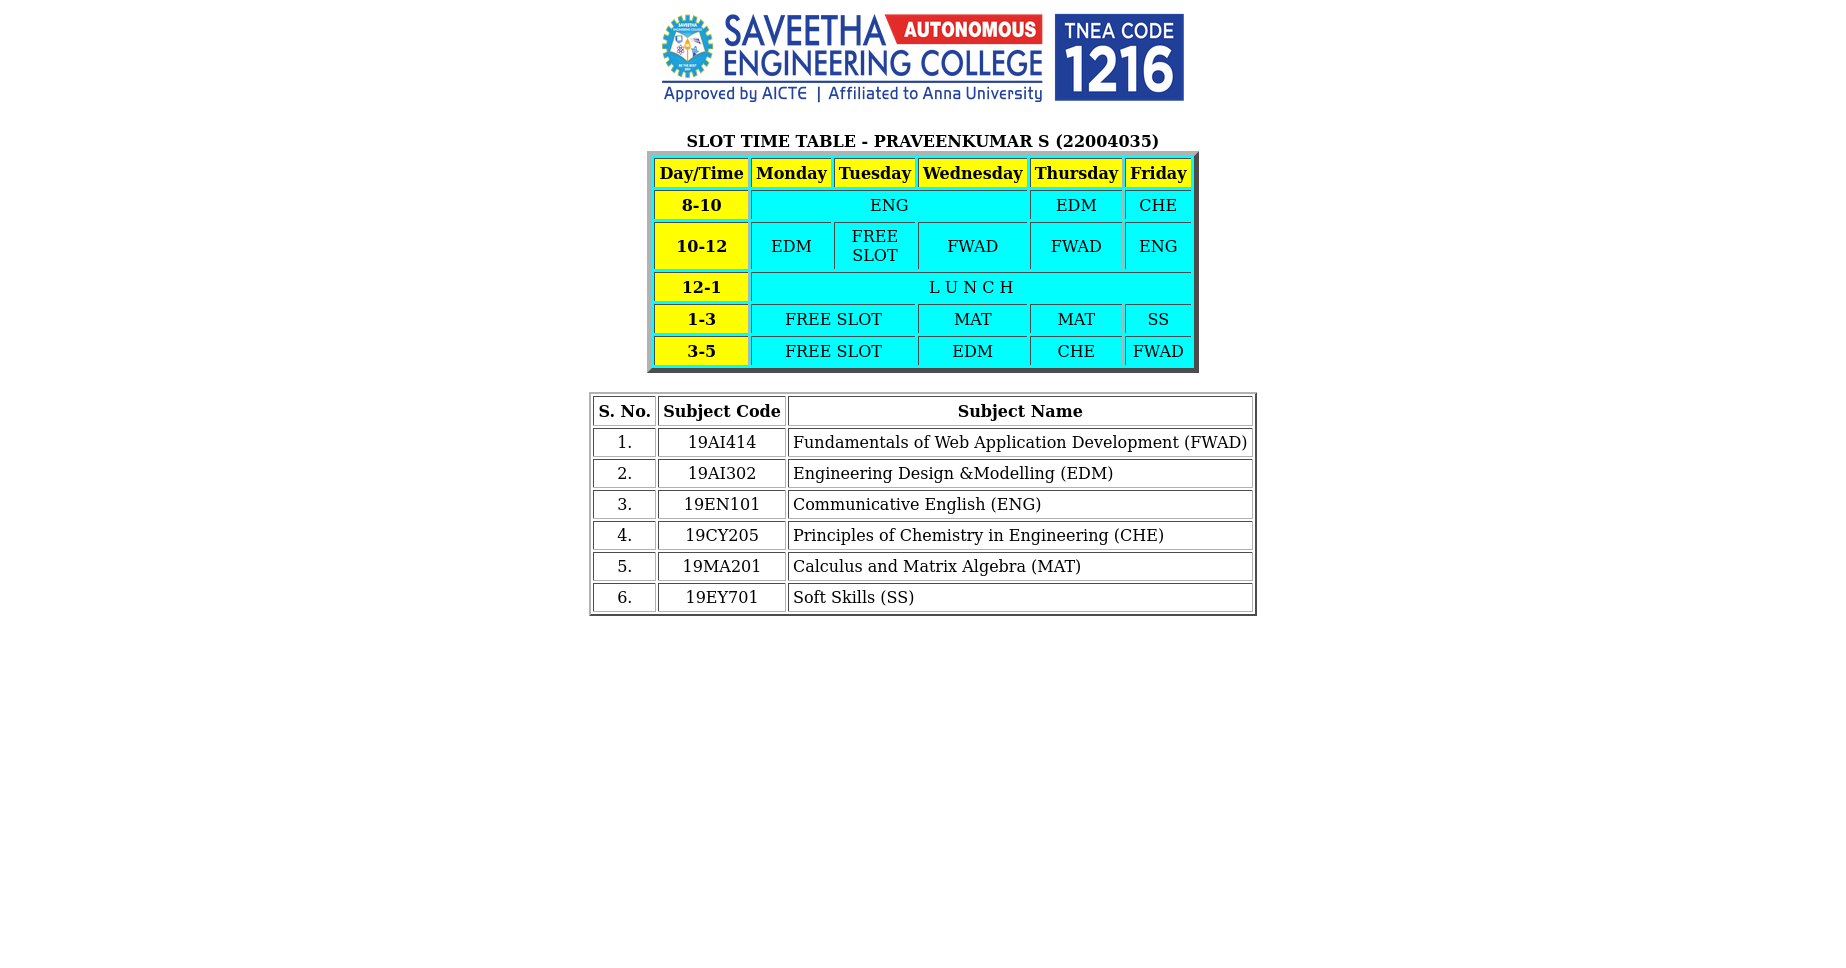 SAVEETHA AUTONOMOUS
ENGINEERING COLLEGE
Approved by AICTE | Affiliated to Anna University
TNEA CODE
1216
SLOT TIME TABLE - PRAVEENKUMAR S (22004035)
Day/Time Monday Tuesday Wednesday Thursday Friday
8-10 ENG EDM CHE
10-12 EDM FREE SLOT FWAD FWAD ENG
12-1 L U N C H
1-3 FREE SLOT MAT MAT SS
3-5 FREE SLOT EDM CHE FWAD
S. No. Subject Code Subject Name
1. 19AI414 Fundamentals of Web Application Development (FWAD)
2. 19AI302 Engineering Design &Modelling (EDM)
3. 19EN101 Communicative English (ENG)
4. 19CY205 Principles of Chemistry in Engineering (CHE)
5. 19MA201 Calculus and Matrix Algebra (MAT)
6. 19EY701 Soft Skills (SS)